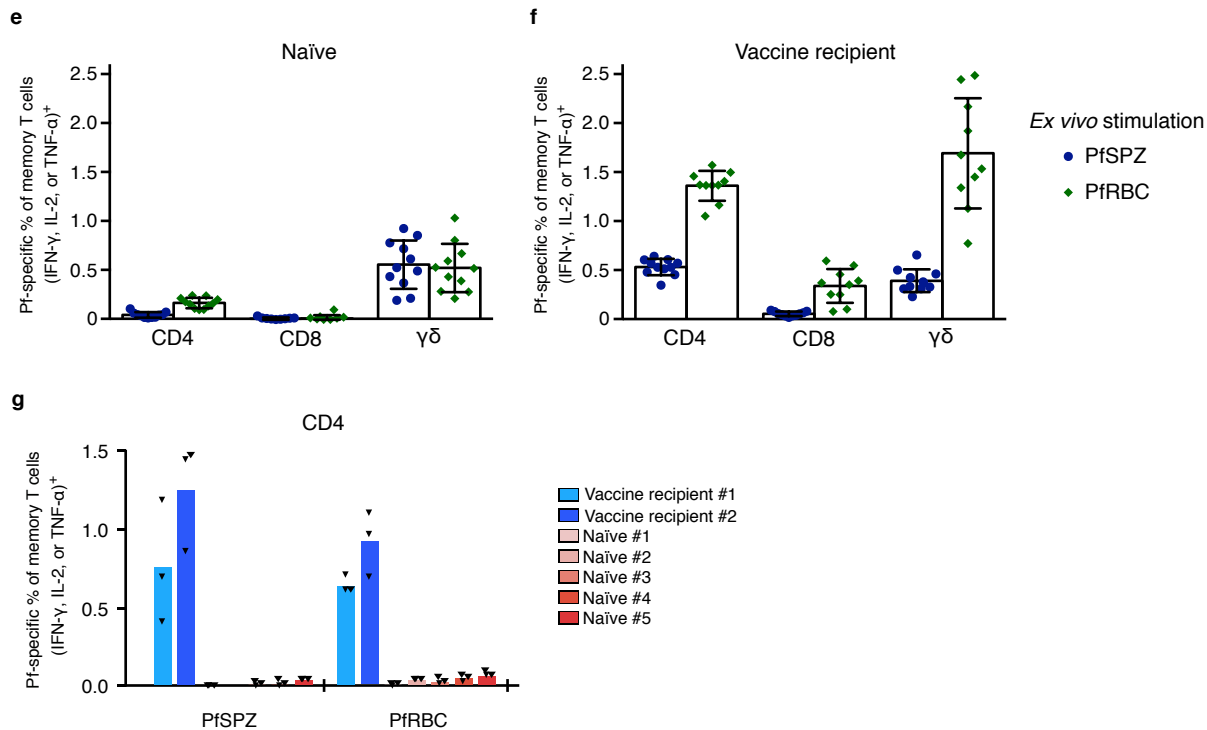 e
Naïve
Pf-specific % of memory T cells
(IFN-γ, IL-2, or TNF-α)+
2.5
2.0
1.5
1.0
0.5
0
CD4
CD8
γδ
f
Vaccine recipient
Pf-specific % of memory T cells
(IFN-γ, IL-2, or TNF-α)+
2.5
2.0
1.5
1.0
0.5
0
CD4
CD8
γδ
Ex vivo stimulation
PfSPZ
PfRBC
g
CD4
Pf-specific % of memory T cells
(IFN-γ, IL-2, or TNF-α)+
1.5
1.0
0.5
0.0
PfSPZ
PfRBC
Vaccine recipient #1
Vaccine recipient #2
Naïve #1
Naïve #2
Naïve #3
Naïve #4
Naïve #5